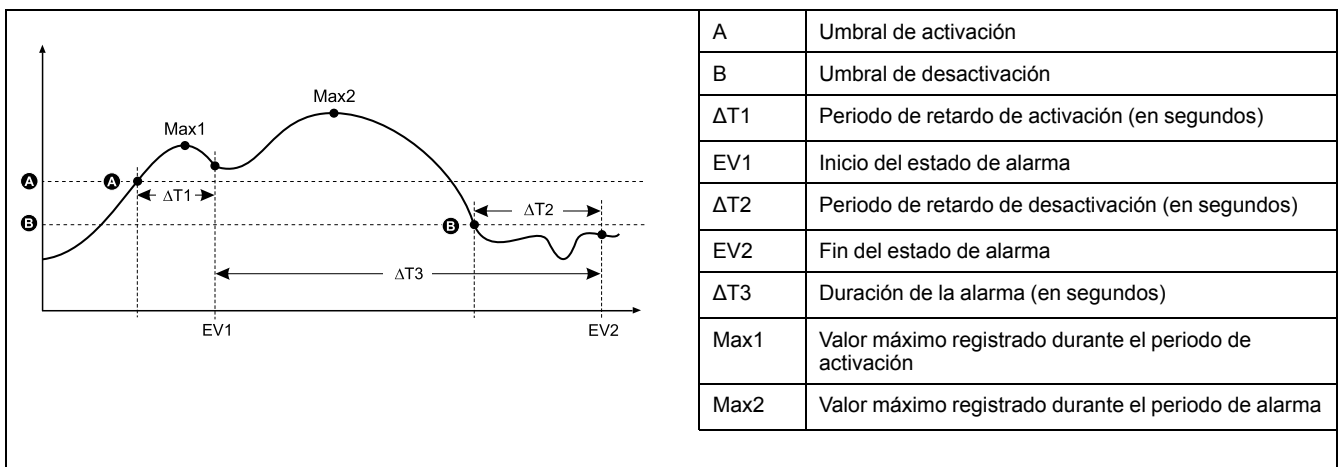 Max2
Max1
A
A
ΔT1
B
B
ΔT2
ΔT3
EV1
EV2
A Umbral de activación
B Umbral de desactivación
ΔT1 Periodo de retardo de activación (en segundos)
EV1 Inicio del estado de alarma
ΔT2 Periodo de retardo de desactivación (en segundos)
EV2 Fin del estado de alarma
ΔT3 Duración de la alarma (en segundos)
Max1 Valor máximo registrado durante el periodo de
activación
Max2 Valor máximo registrado durante el periodo de alarma